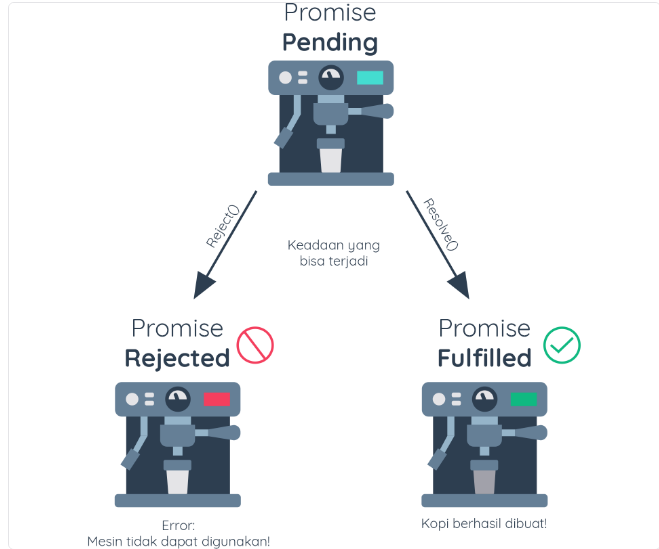 Promise
Pending
Reject()
Resolve()
Keadaan yang
bisa terjadi
Promise
Rejected
Promise
Fulfilled
Error:
Mesin tidak dapat digunakan!
Kopi berhasil dibuat!